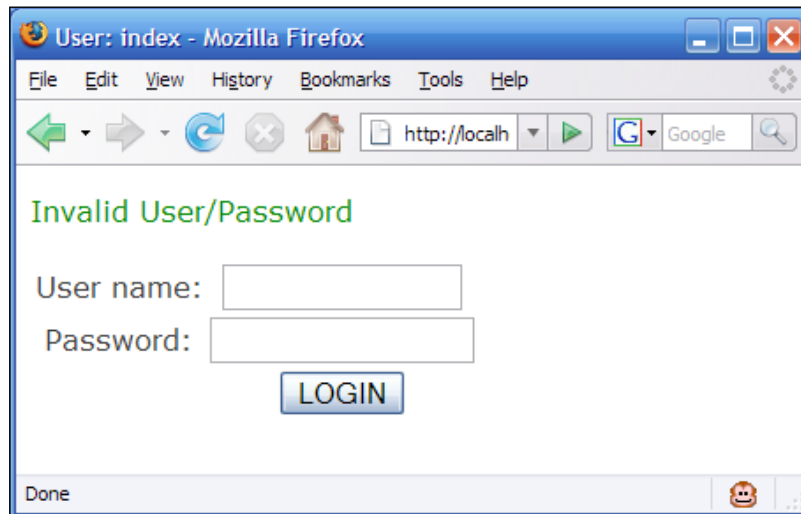 User: index - Mozilla Firefox
File Edit View History Bookmarks Tools Help
http://localh G Google
Invalid User/Password
User name:
Password:
LOGIN
Done